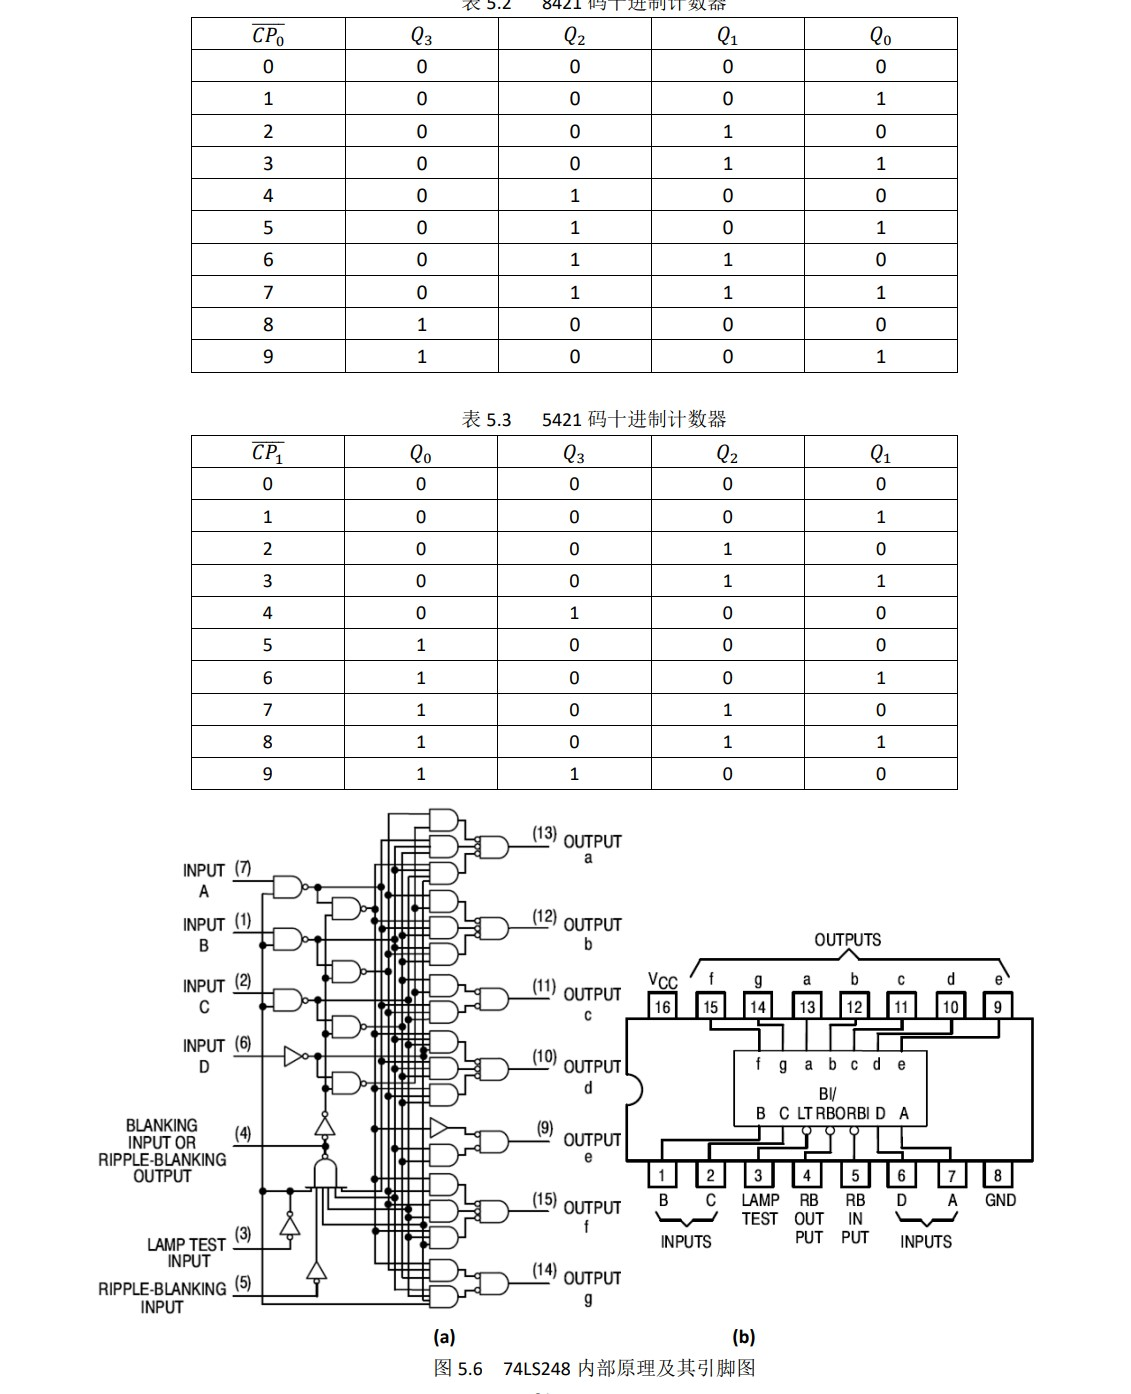 表 5.2 8421 码十进制计数器
CP0 Q3 Q2 Q1 Q0
0 0 0 0 0
1 0 0 0 1
2 0 0 1 0
3 0 0 1 1
4 0 1 0 0
5 0 1 0 1
6 0 1 1 0
7 0 1 1 1
8 1 0 0 0
9 1 0 0 1
表 5.3 5421 码十进制计数器
CP1 Q0 Q3 Q2 Q1
0 0 0 0 0
1 0 0 0 1
2 0 0 1 0
3 0 0 1 1
4 0 1 0 0
5 1 0 0 0
6 1 0 0 1
7 1 0 1 0
8 1 0 1 1
9 1 1 0 0
INPUT A (7)
INPUT B (1)
INPUT C (2)
INPUT D (6)
BLANKING
INPUT OR (4)
RIPPLE-BLANKING
OUTPUT
LAMP TEST (3)
INPUT
RIPPLE-BLANKING (5)
INPUT
(13) OUTPUT a
(12) OUTPUT b
(11) OUTPUT c
(10) OUTPUT d
(9) OUTPUT e
(15) OUTPUT f
(14) OUTPUT g
OUTPUTS
VCC f g a b c d e
16 15 14 13 12 11 10 9
f g a b c d e
BI/
B C LT RBO RBI D A
1 2 3 4 5 6 7 8
B C LAMP TEST RB OUT PUT RB IN PUT D A GND
INPUTS INPUTS
(a) (b)
图 5.6 74LS248 内部原理及其引脚图